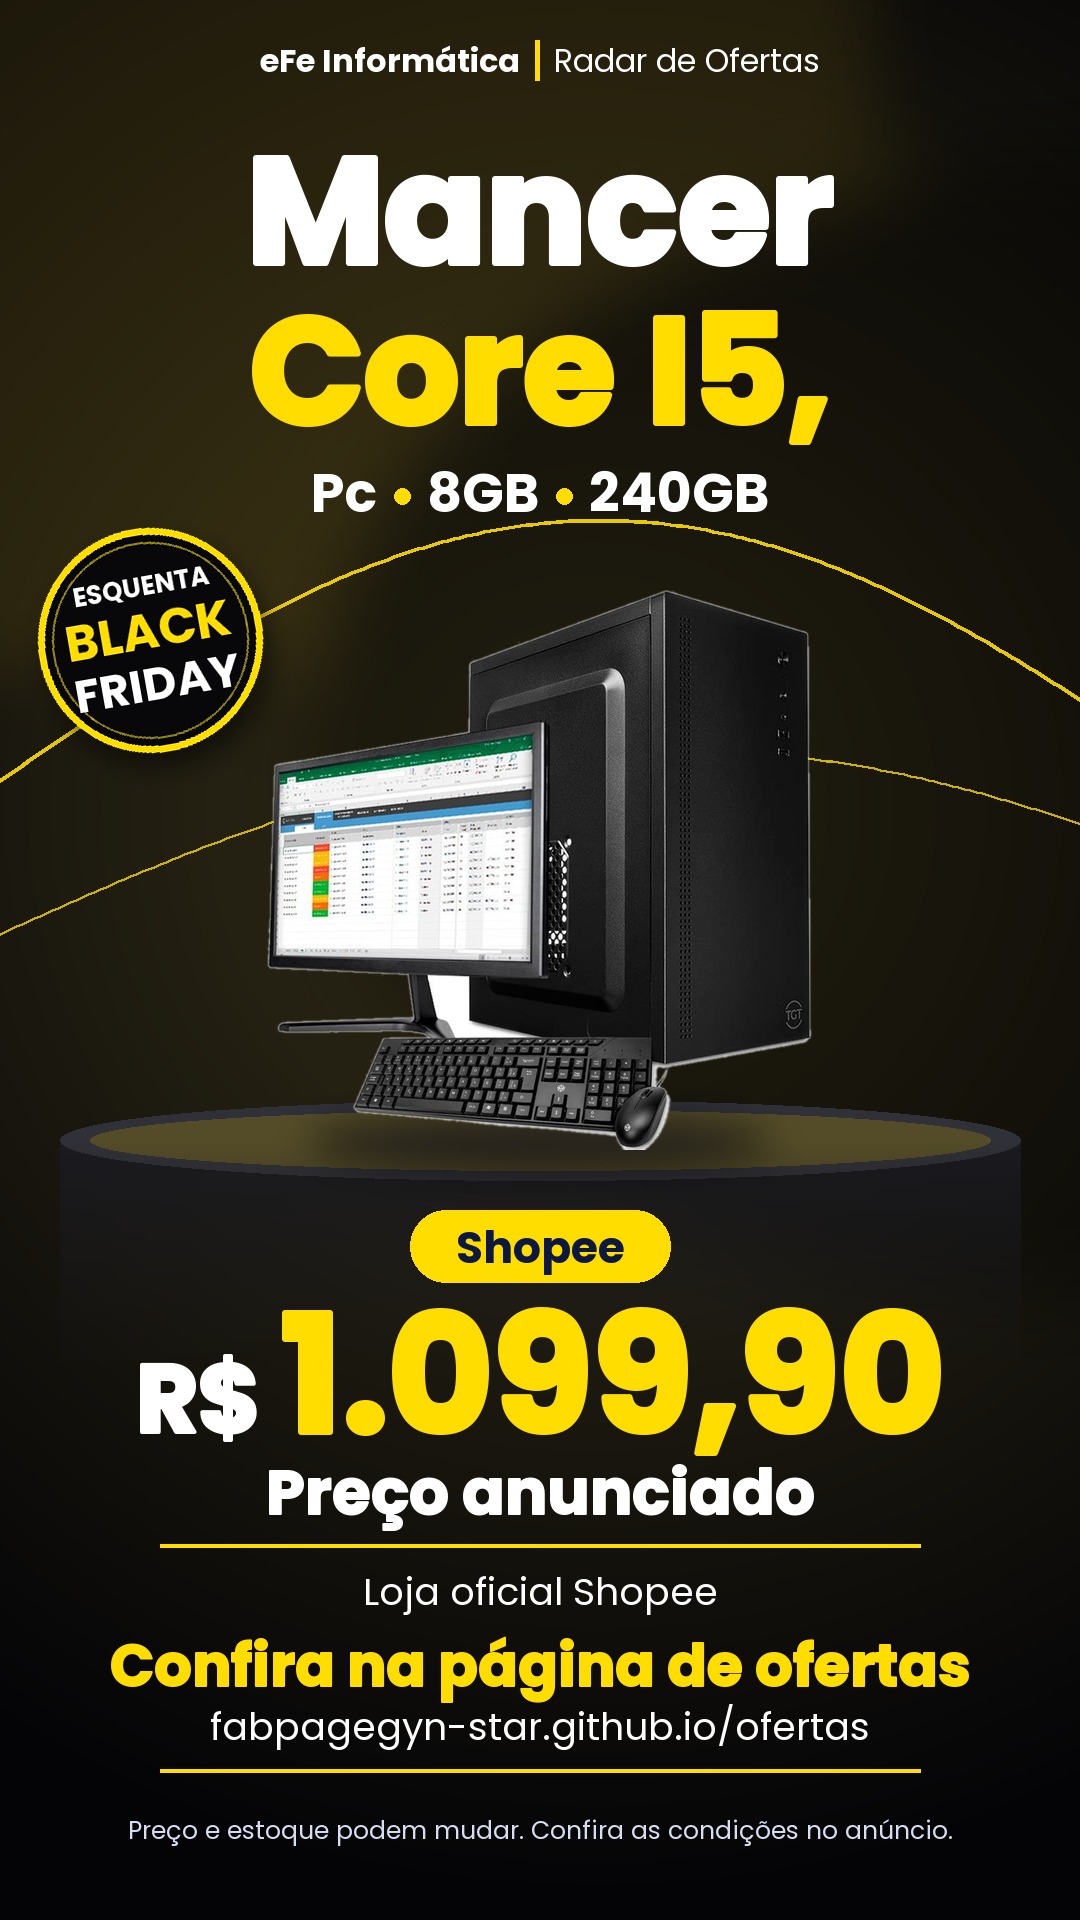 eFe Informática | Radar de Ofertas
Mancer
Core I5,
Pc • 8GB • 240GB
ESQUENTA
BLACK
FRIDAY
TGT
Shopee
R$ 1.099,90
Preço anunciado
Loja oficial Shopee
Confira na página de ofertas
fabpagegyn-star.github.io/ofertas
Preço e estoque podem mudar. Confira as condições no anúncio.